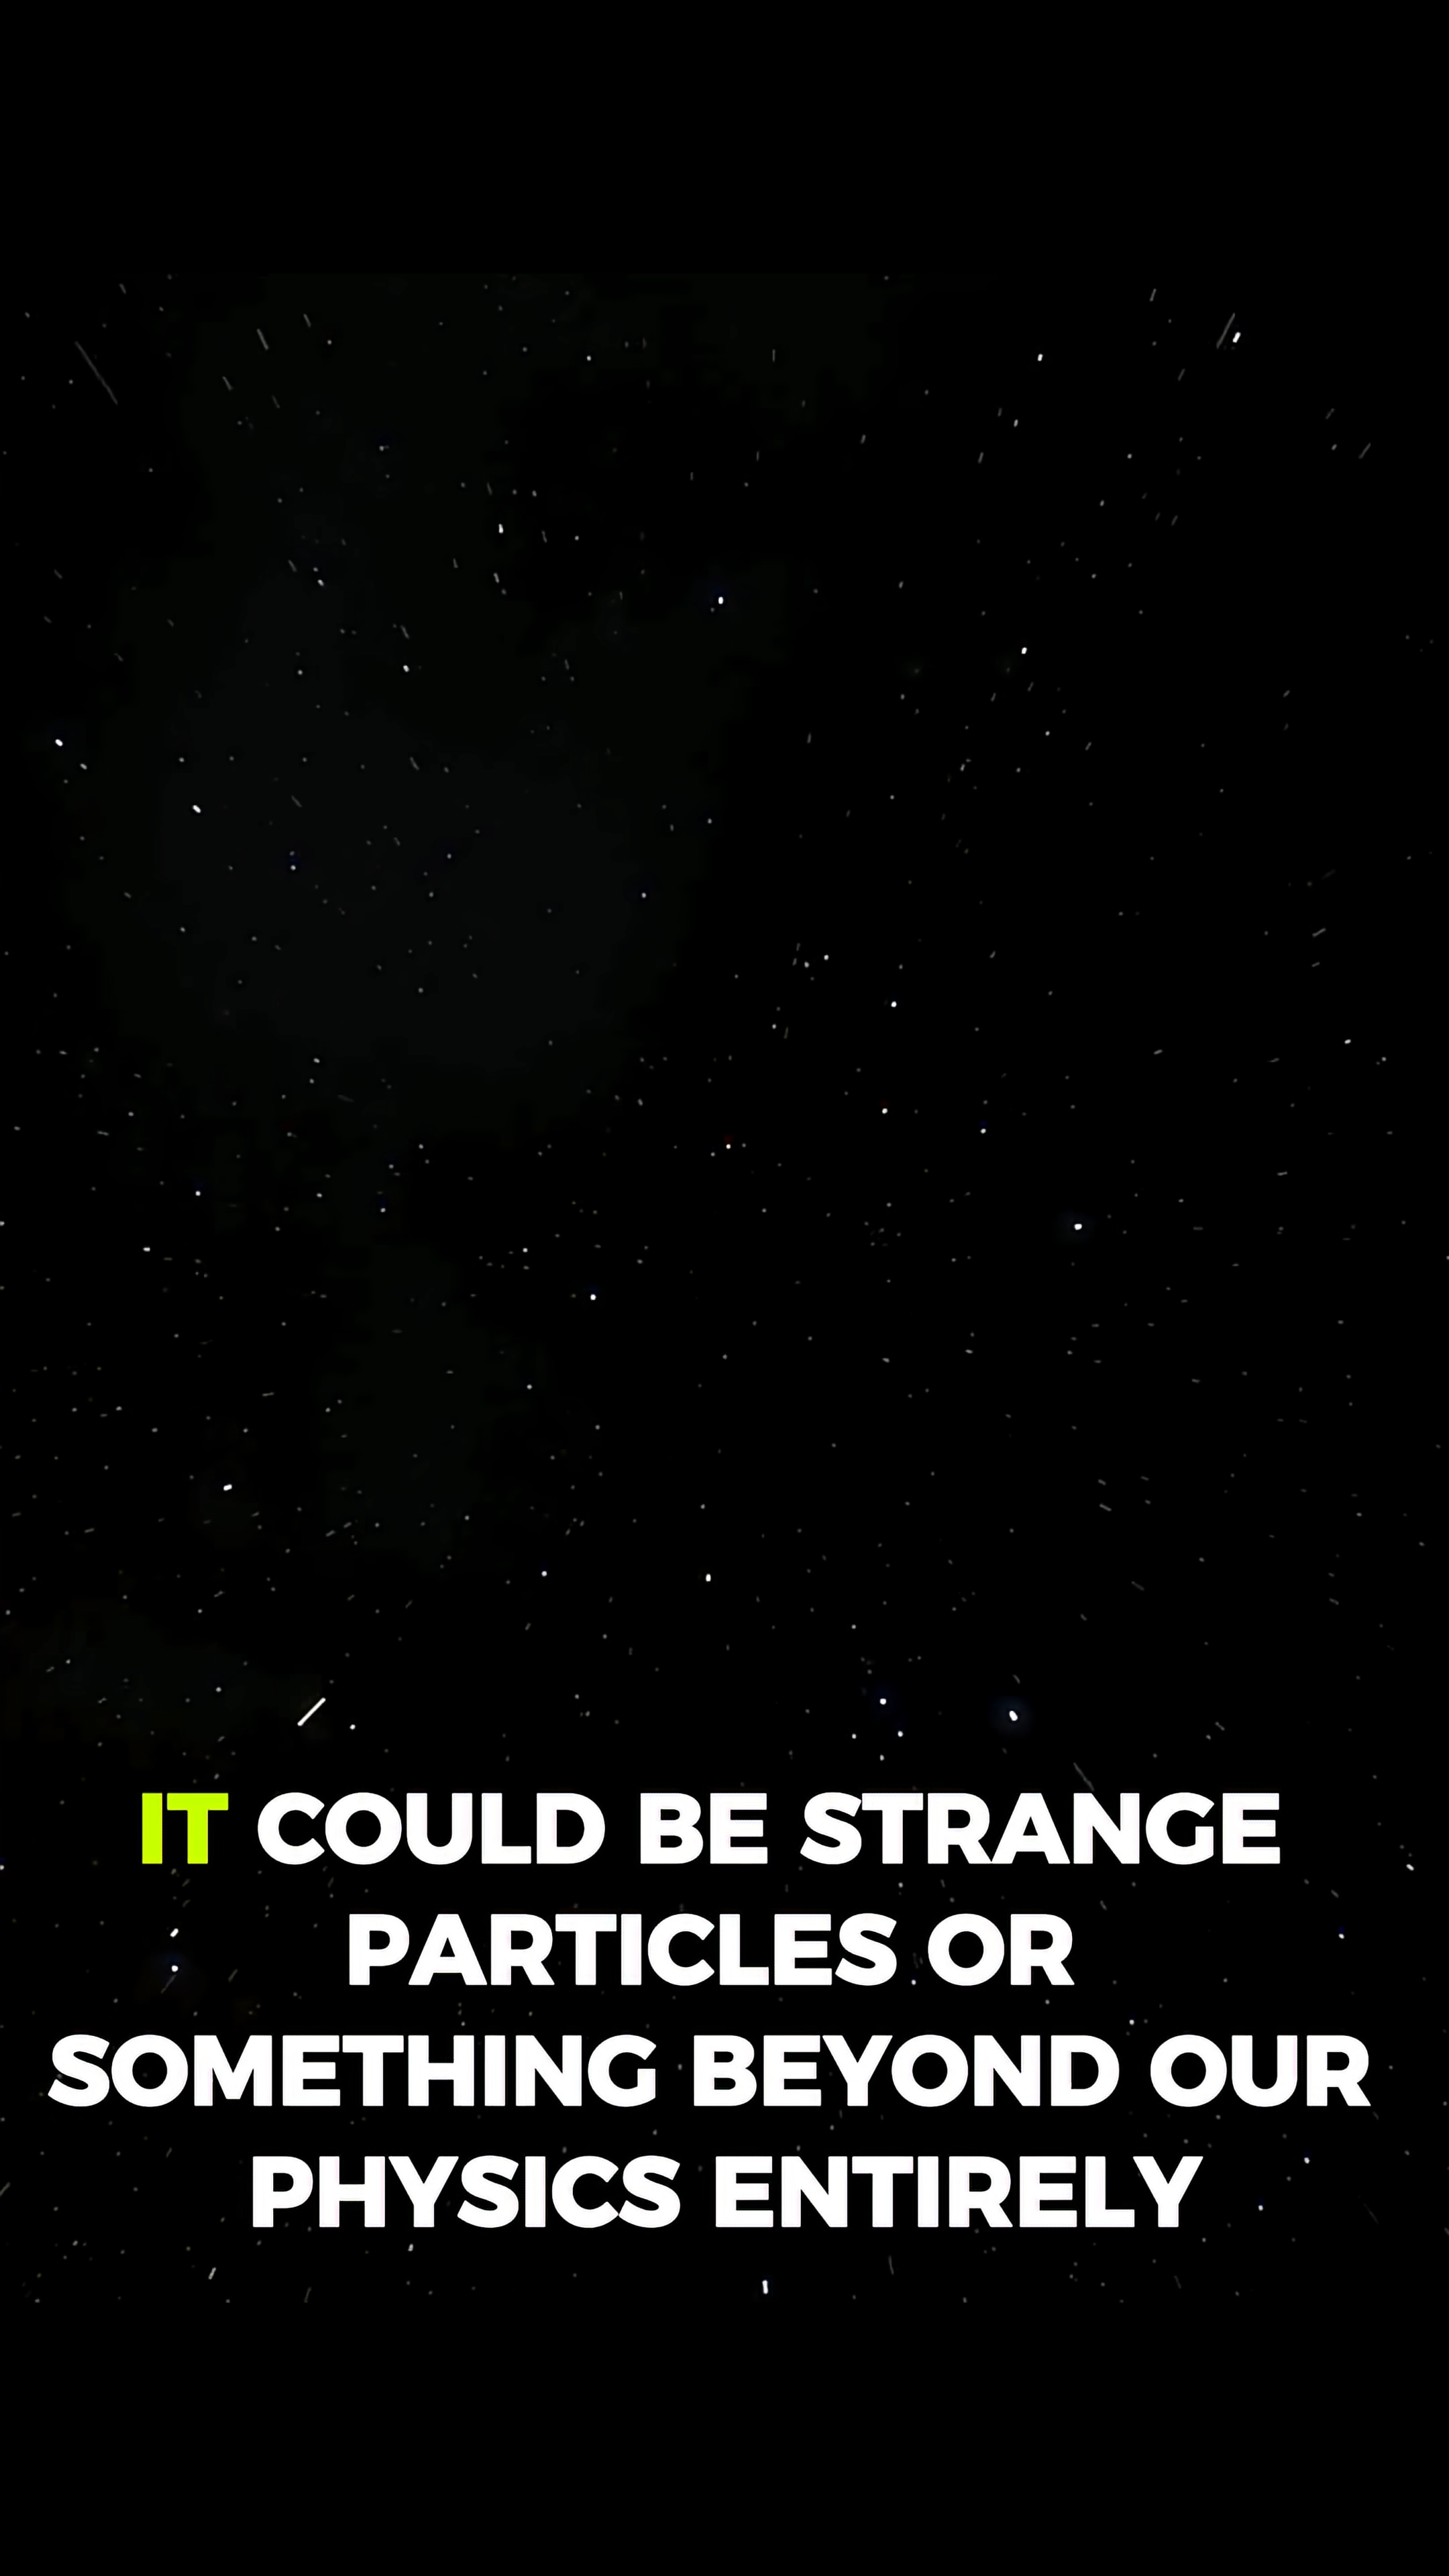 IT COULD BE STRANGE
PARTICLES OR
SOMETHING BEYOND OUR
PHYSICS ENTIRELY